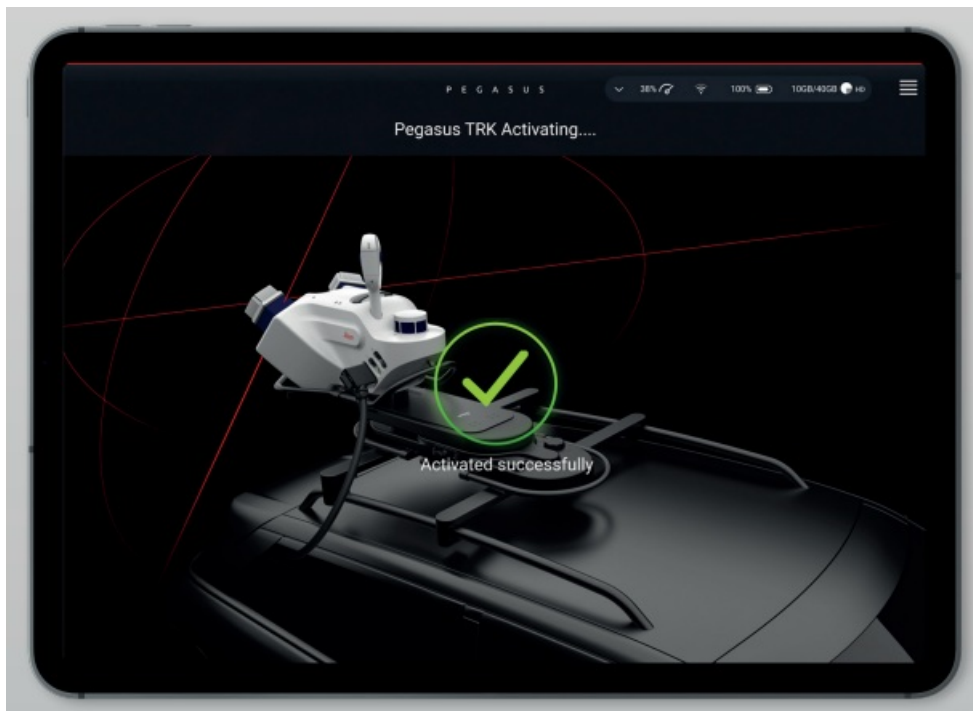 PEGASUS
38%
100%
10GB/40GB HD
Pegasus TRK Activating....
Activated successfully